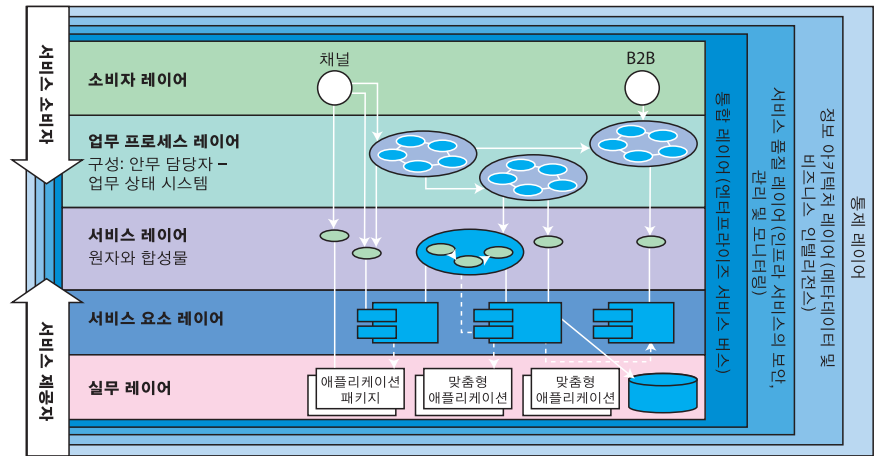 서비스 소비자
서비스 제공자
채널
B2B
소비자 레이어
업무 프로세스 레이어
구성: 안무 담당자 –
업무 상태 시스템
서비스 레이어
원자와 합성물
서비스 요소 레이어
실무 레이어
애플리케이션
패키지
맞춤형
애플리케이션
맞춤형
애플리케이션
통합 레이어 (엔터프라이즈 서비스 버스)
서비스 품질 레이어 (인프라 서비스의 보안,
관리 및 모니터링)
정보 아키텍처 레이어 (메타데이터 및
비즈니스 인텔리전스)
통제 레이어